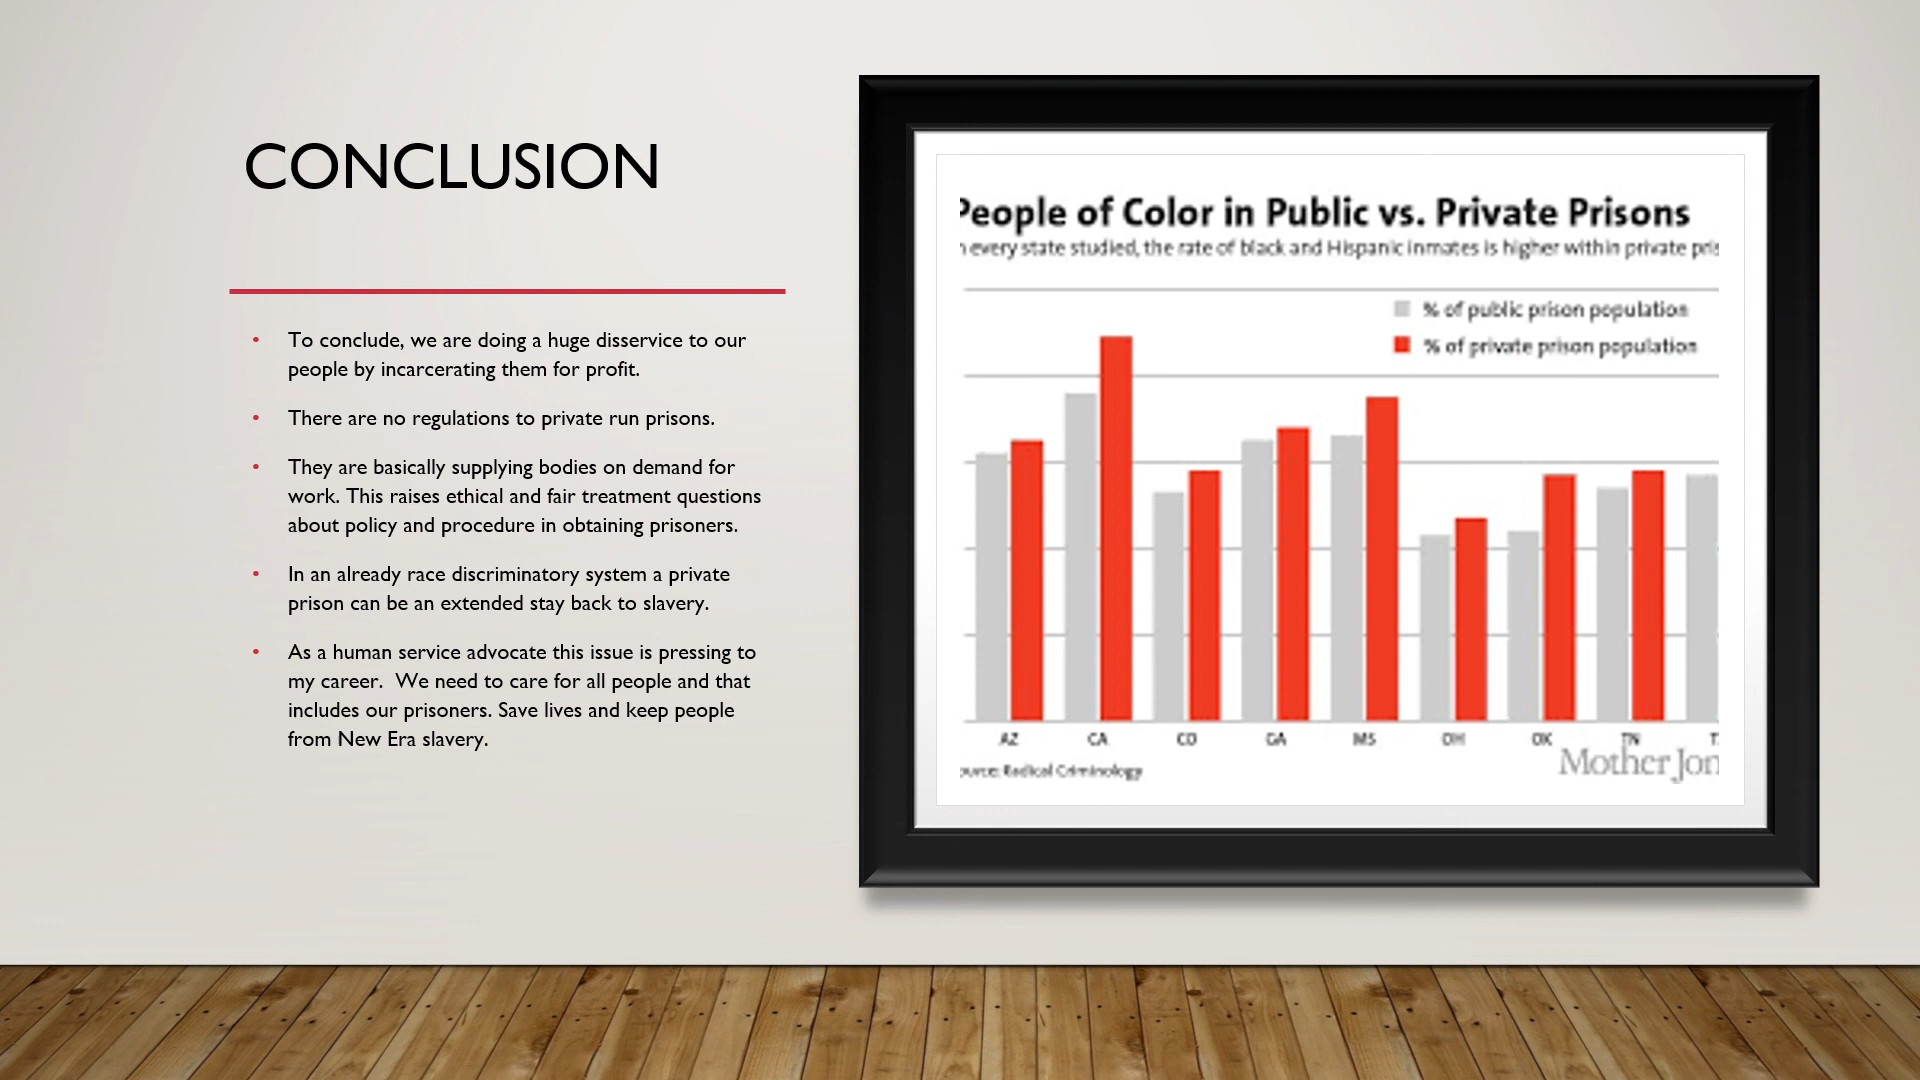 CONCLUSION
• To conclude, we are doing a huge disservice to our
people by incarcerating them for profit.
• There are no regulations to private run prisons.
• They are basically supplying bodies on demand for
work. This raises ethical and fair treatment questions
about policy and procedure in obtaining prisoners.
• In an already race discriminatory system a private
prison can be an extended stay back to slavery.
• As a human service advocate this issue is pressing to
my career.  We need to care for all people and that
includes our prisoners. Save lives and keep people
from New Era slavery.
People of Color in Public vs. Private Prisons
every state studied, the rate of black and Hispanic inmates is higher within private pris
% of public prison population
% of private prison population
AZ CA CO GA MS OH OK TN T
ource: Radical Criminology
Mother Jon